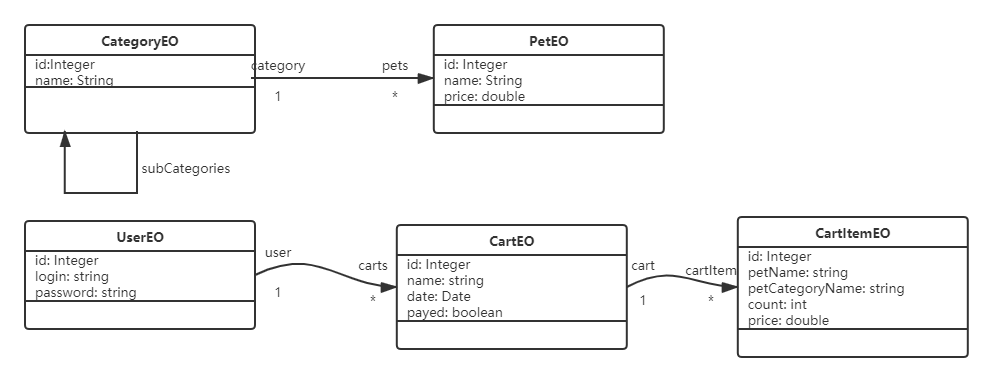 CategoryEO
id:Integer
name: String
category
pets
1
*
PetEO
id: Integer
name: String
price: double
subCategories
UserEO
id: Integer
login: string
password: string
user
carts
1
*
CartEO
id: Integer
name: string
date: Date
payed: boolean
cart
cartItem
1
*
CartItemEO
id: Integer
petName: string
petCategoryName: string
count: int
price: double